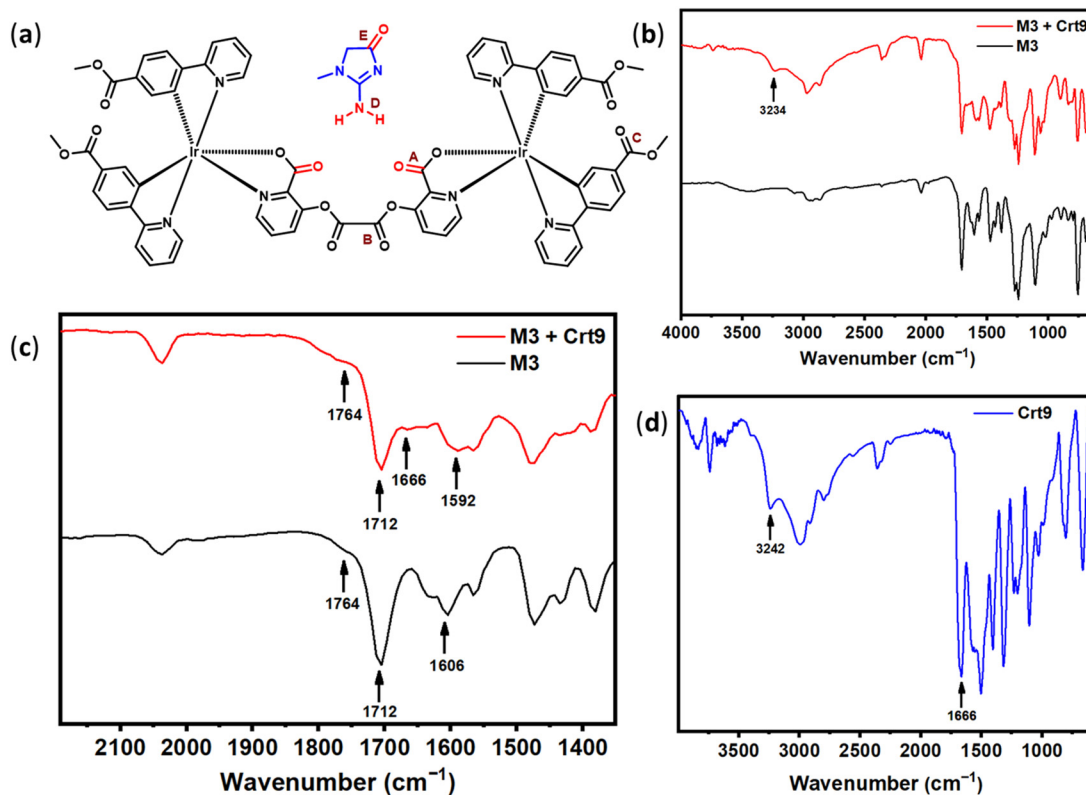 (a)
E
O
N
N
N
D
H
H
O
O
N
N
O
O
C
O
O
O
O
Ir
O
O
A
O
O
Ir
O
O
N
N
O
O
N
N
B
O
O
(b)
M3 + Crt9
M3
3234
4000 3500 3000 2500 2000 1500 1000
Wavenumber (cm−1)
(c)
M3 + Crt9
M3
1764
1666
1592
1712
1764
1606
1712
2100 2000 1900 1800 1700 1600 1500 1400
Wavenumber (cm−1)
(d)
Crt9
3242
1666
3500 3000 2500 2000 1500 1000
Wavenumber (cm−1)